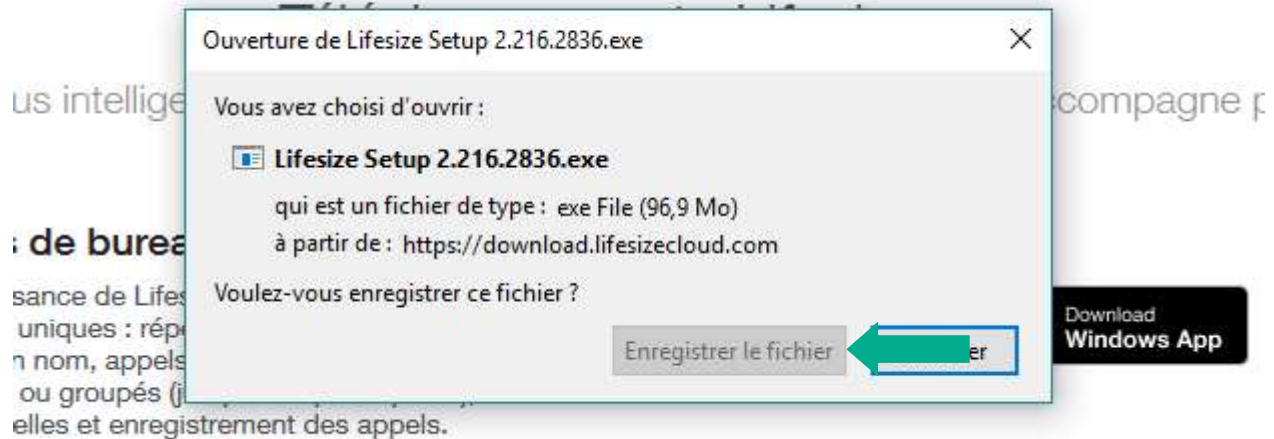 Ouverture de Lifesize Setup 2.216.2836.exe
us intellige
ccompagne p
Vous avez choisi d'ouvrir :
Lifesize Setup 2.216.2836.exe
qui est un fichier de type : exe File (96,9 Mo)
à partir de : https://download.lifesizecloud.com
de burea
sance de Lifes
Voulez-vous enregistrer ce fichier ?
uniques : rép
n nom, appels
ou groupés (j
elles et enregistrement des appels.
Enregistrer le fichier
er
Download
Windows App